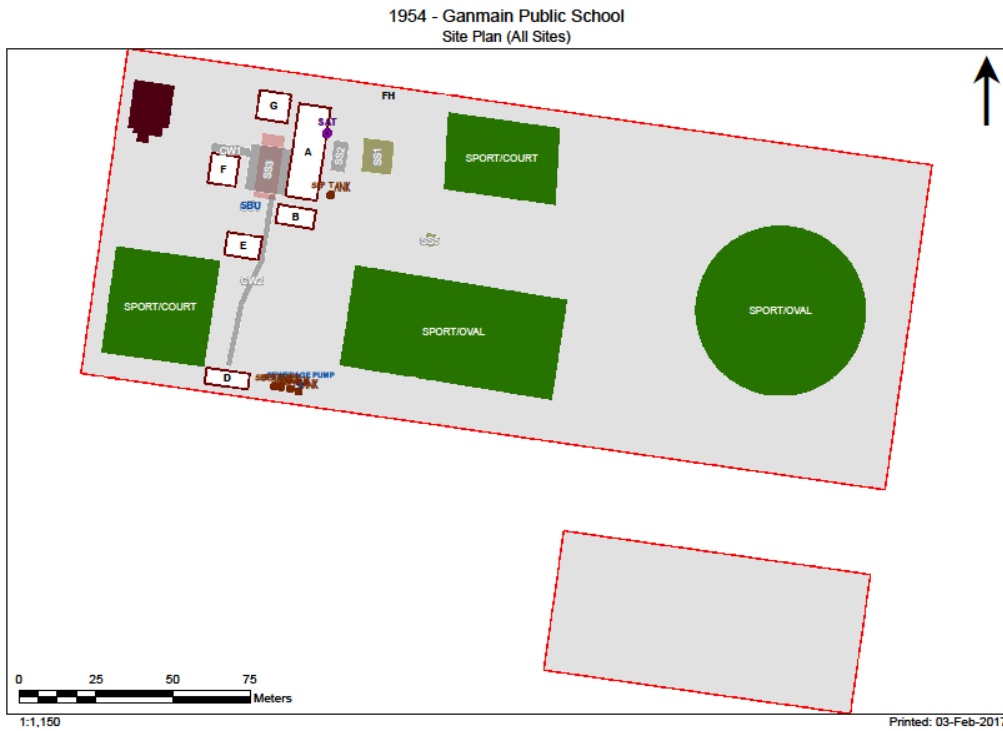 1954 - Ganmain Public School
Site Plan (All Sites)
FH
G
SAT
A
CW1
SS3
SS2
SS1
SPORT/COURT
F
SBU
B
SS5
E
CW2
SPORT/COURT
SPORT/OVAL
SPORT/OVAL
D
SEWERAGE PUMP
0 25 50 75
Meters
1:1,150
Printed: 03-Feb-2017